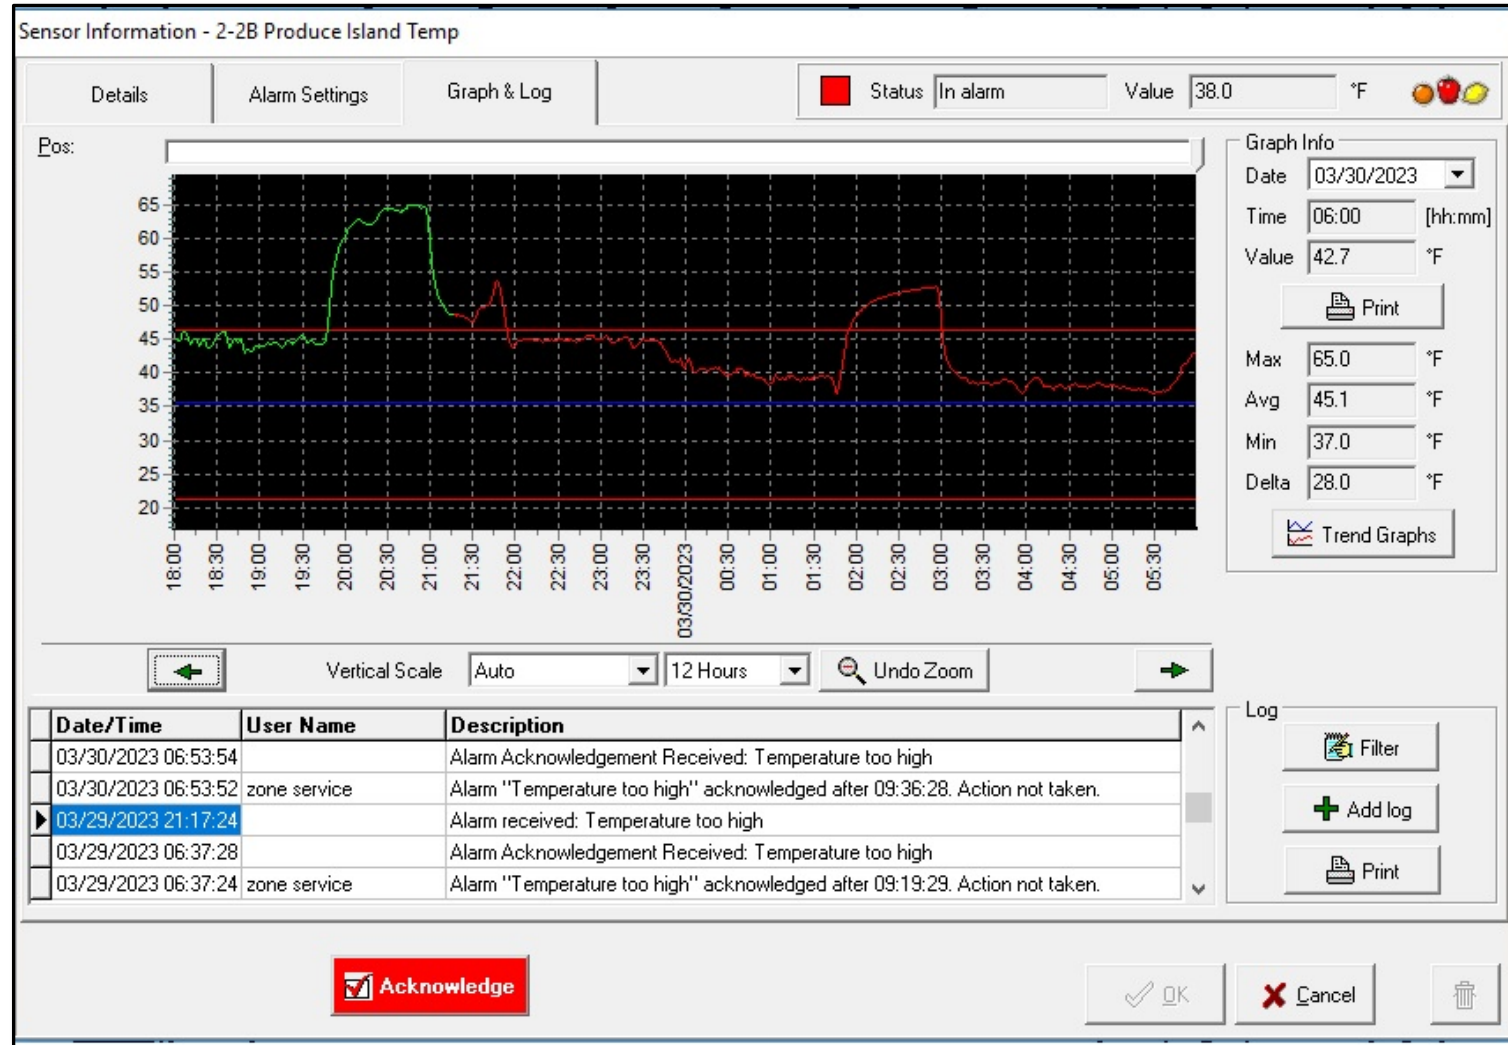 Sensor Information - 2-2B Produce Island Temp
Details
Alarm Settings
Graph & Log
Status In alarm Value 38.0 °F
Pos:
65
60
55
50
45
40
35
30
25
20
18:00 18:30 19:00 19:30 20:00 20:30 21:00 21:30 22:00 22:30 23:00 23:30 03/30/2023 00:30 01:00 01:30 02:00 02:30 03:00 03:30 04:00 04:30 05:00 05:30
Graph Info
Date 03/30/2023
Time 06:00 [hh:mm]
Value 42.7 °F
Print
Max 65.0 °F
Avg 45.1 °F
Min 37.0 °F
Delta 28.0 °F
Trend Graphs
Vertical Scale Auto 12 Hours Undo Zoom
Date/Time User Name Description
03/30/2023 06:53:54 Alarm Acknowledgement Received: Temperature too high
03/30/2023 06:53:52 zone service Alarm "Temperature too high" acknowledged after 09:36:28. Action not taken.
03/29/2023 21:17:24 Alarm received: Temperature too high
03/29/2023 06:37:28 Alarm Acknowledgement Received: Temperature too high
03/29/2023 06:37:24 zone service Alarm "Temperature too high" acknowledged after 09:19:29. Action not taken.
Log
Filter
Add log
Print
Acknowledge
OK
Cancel